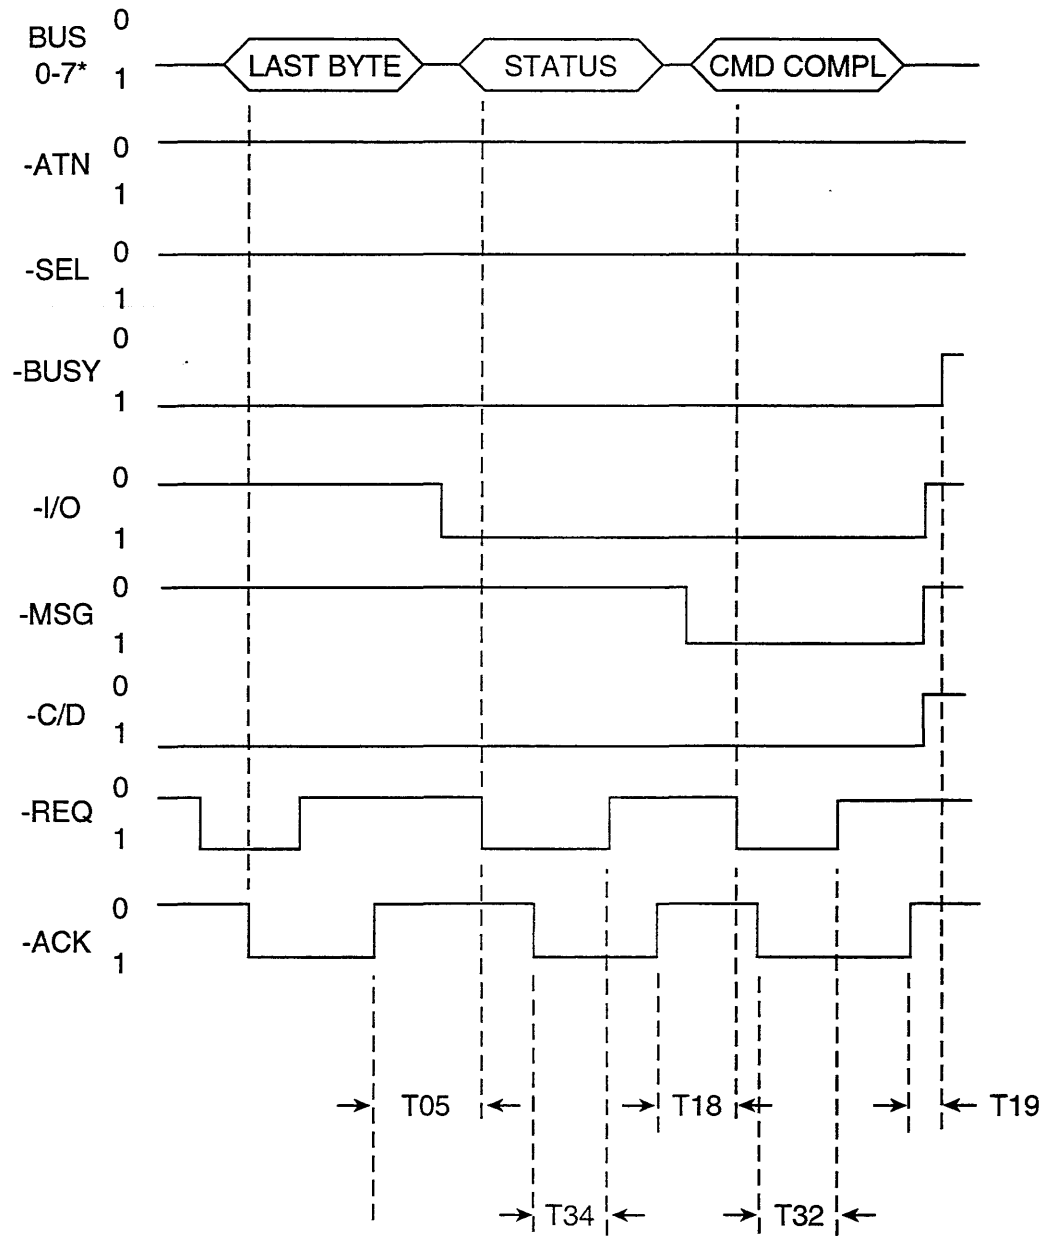 0
BUS
0-7*
1
LAST BYTE
STATUS
CMD COMPL
0
-ATN
1
0
-SEL
1
0
-BUSY
1
0
-I/O
1
0
-MSG
1
0
-C/D
1
0
-REQ
1
0
-ACK
1
T05
T18
T19
T34
T32